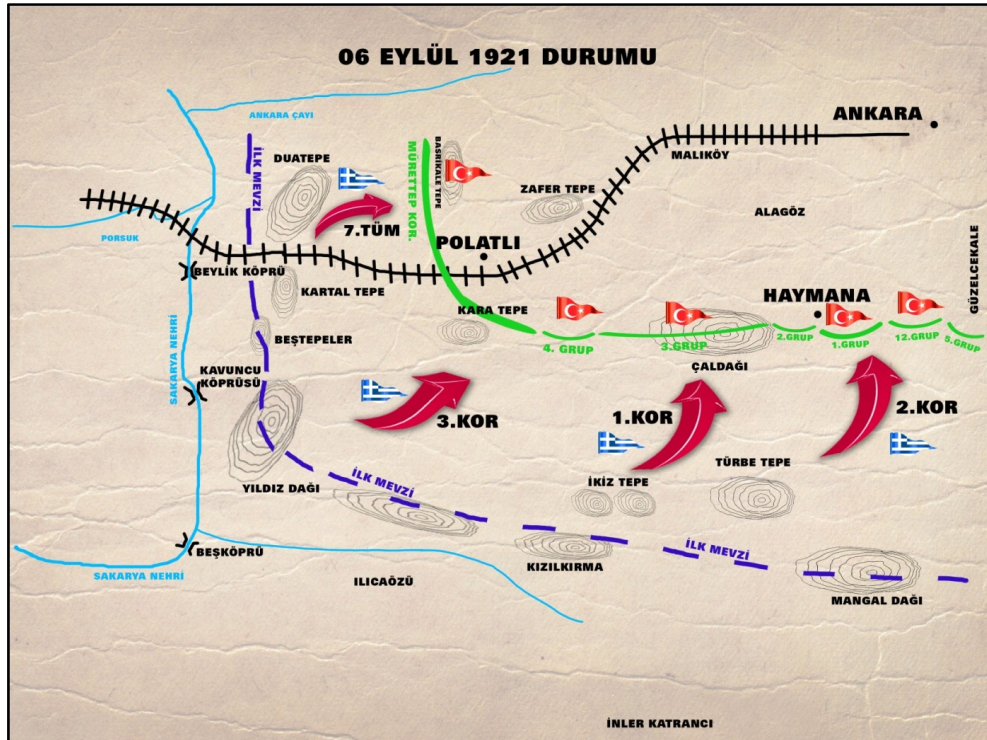 06 EYLÜL 1921 DURUMU
ANKARA ÇAYI
ANKARA
İLK MEVZİ
DUATEPE
MÜRETTEP KOR.
BASRIKALE TEPE
MALIKÖY
ZAFER TEPE
ALAGÖZ
7.TÜM
PORSUK
POLATLI
BEYLİK KÖPRÜ
KARTAL TEPE
HAYMANA
GÜZELCEKALE
KARA TEPE
BEŞTEPELER
4. GRUP
3.GRUP
2.GRUP
1.GRUP
12.GRUP
5.GRUP
SAKARYA NEHRİ
KAVUNCU
KÖPRÜSÜ
ÇALDAĞI
3.KOR
1.KOR
2.KOR
YILDIZ DAĞI
İLK MEVZİ
İKİZ TEPE
TÜRBE TEPE
BEŞKÖPRÜ
İLK MEVZİ
SAKARYA NEHRİ
ILICAÖZÜ
KIZILKIRMA
MANGAL DAĞI
İNLER KATRANCI